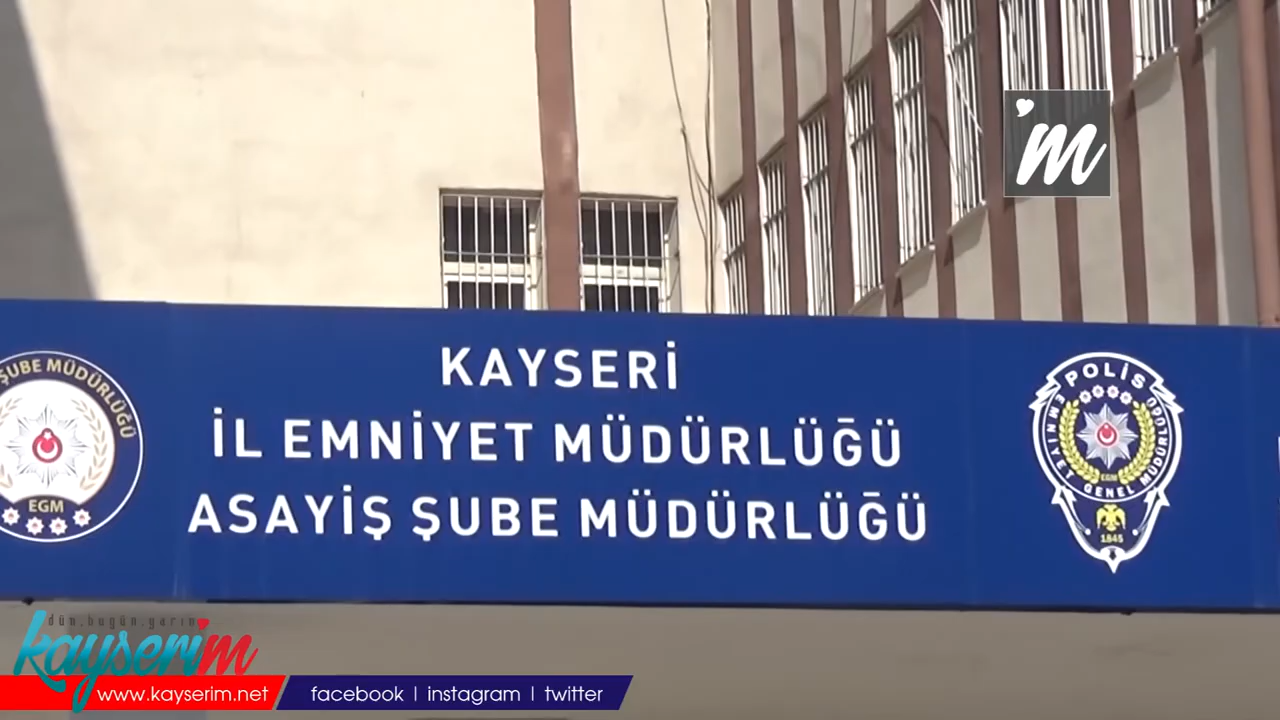 'm
KAYSERİ
İL EMNİYET MÜDÜRLÜĞÜ
ASAYİŞ ŞUBE MÜDÜRLÜĞÜ
ŞUBE MÜDÜRLÜĞÜ
EGM
POLİS
EMNİYET GENEL MÜDÜRLÜĞÜ
EGM
1845
dün.bugün.yarın
kayserim
www.kayserim.net
facebook | instagram | twitter